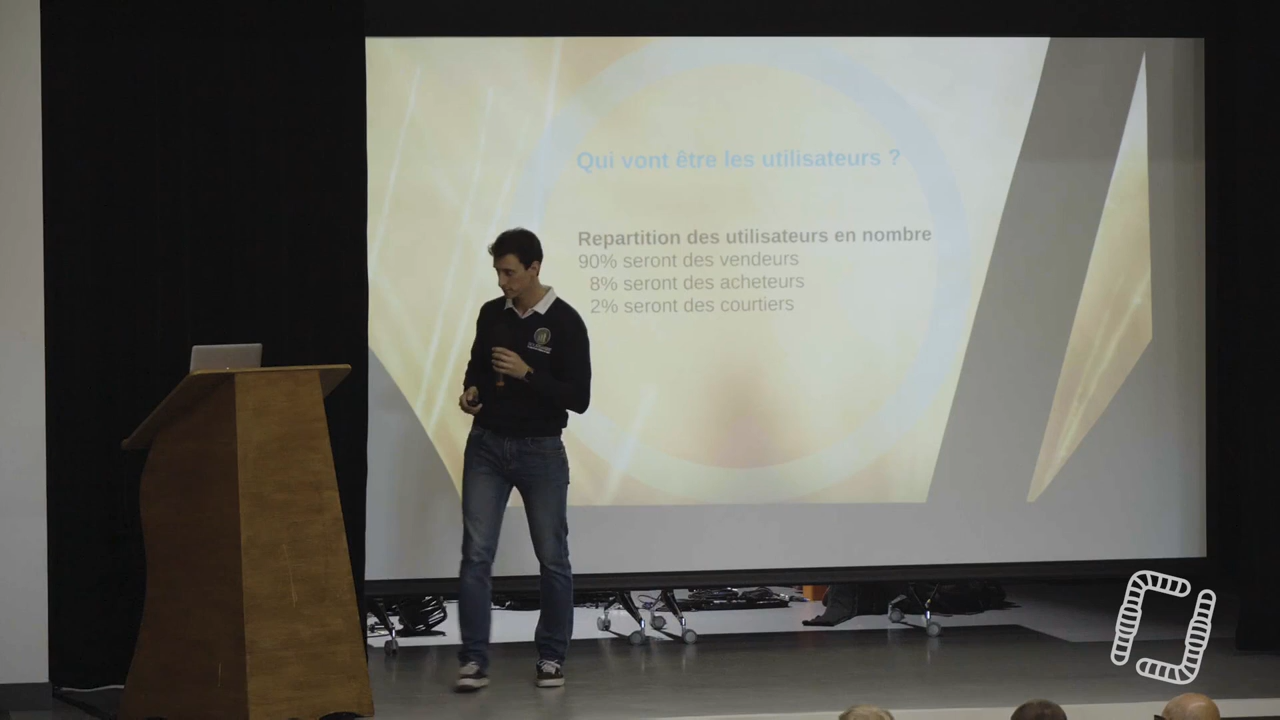 Qui vont être les utilisateurs ?
Repartition des utilisateurs en nombre
90% seront des vendeurs
8% seront des acheteurs
2% seront des courtiers